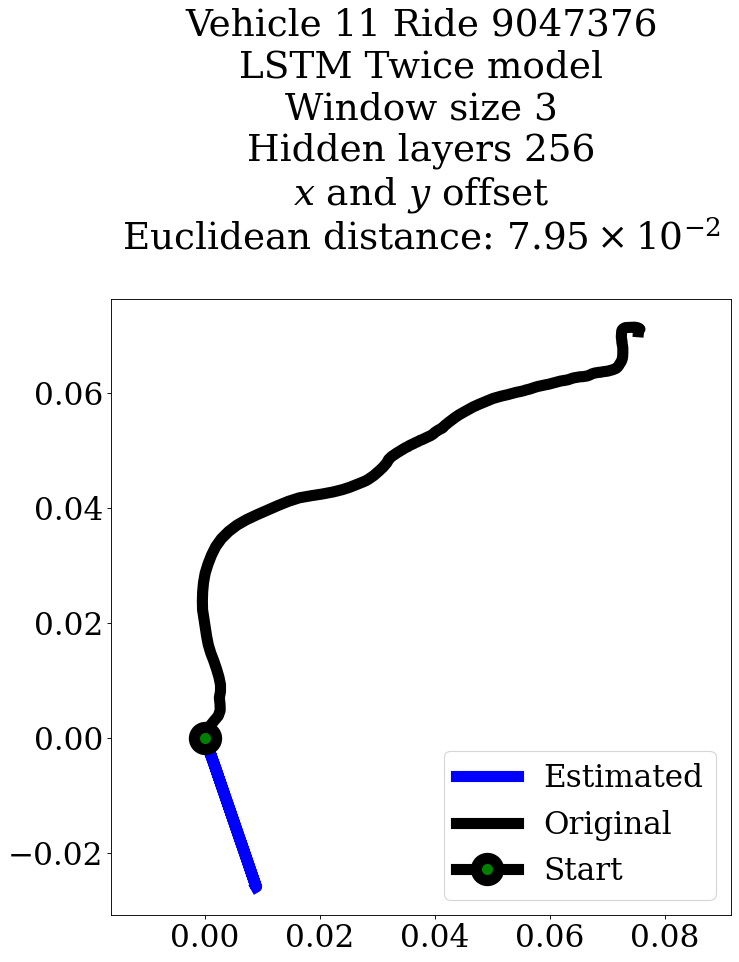 Vehicle 11 Ride 9047376
LSTM Twice model
Window size 3
Hidden layers 256
x and y offset
Euclidean distance: 7.95 × 10⁻²
0.06
0.04
0.02
0.00
−0.02
Estimated
Original
Start
0.00 0.02 0.04 0.06 0.08